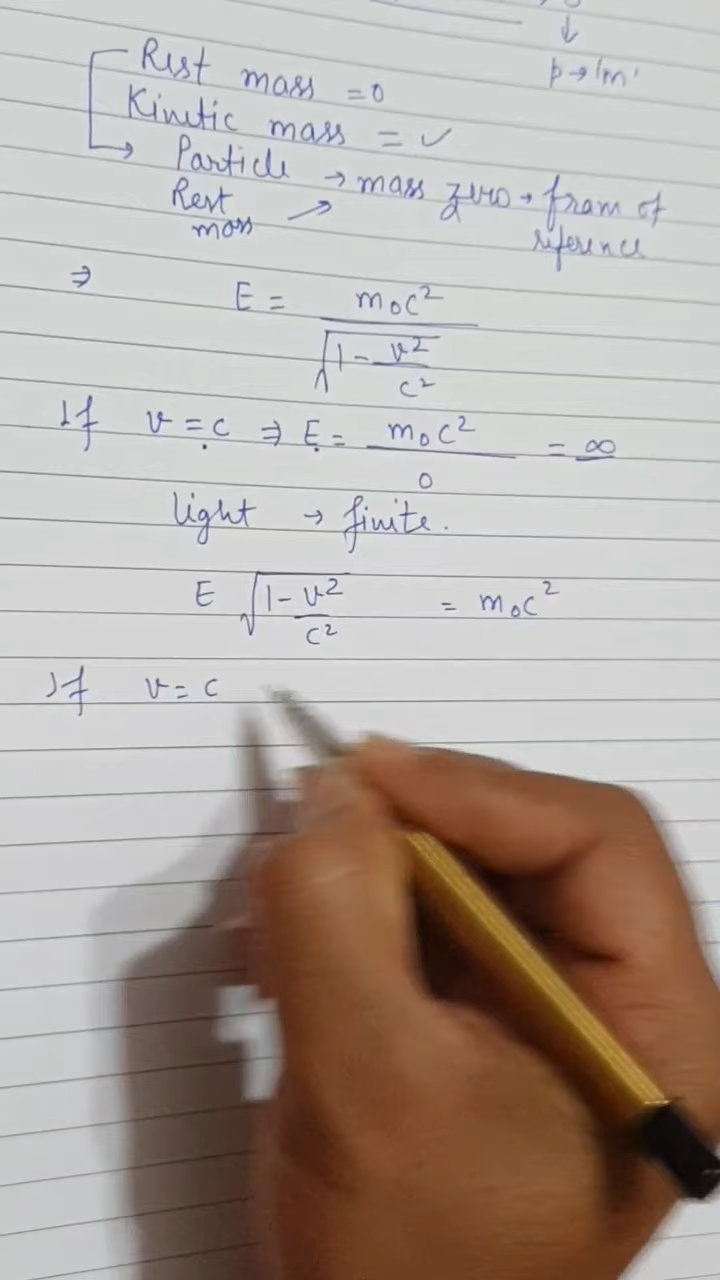 p → 'm'
Rest mass = 0
Kinetic mass = ✓
→ Particle → mass zero → fram of
Rest reference
mass
⇒ E = m₀c² / √(1 - v²/c²)
If v = c ⇒ E = m₀c² / 0 = ∞
light → finite.
E √(1 - v²/c²) = m₀c²
If v = c